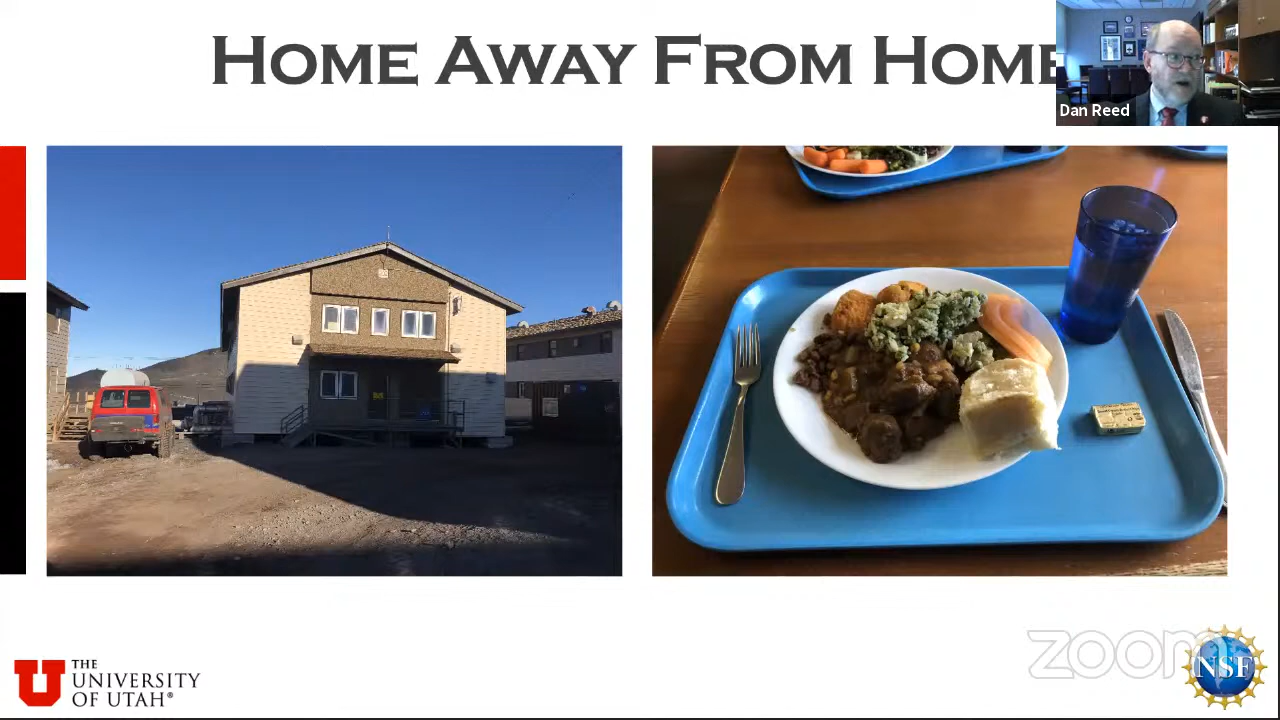 HOME AWAY FROM HOME
Dan Reed
THE
UNIVERSITY
OF UTAH®
zoom
NSF